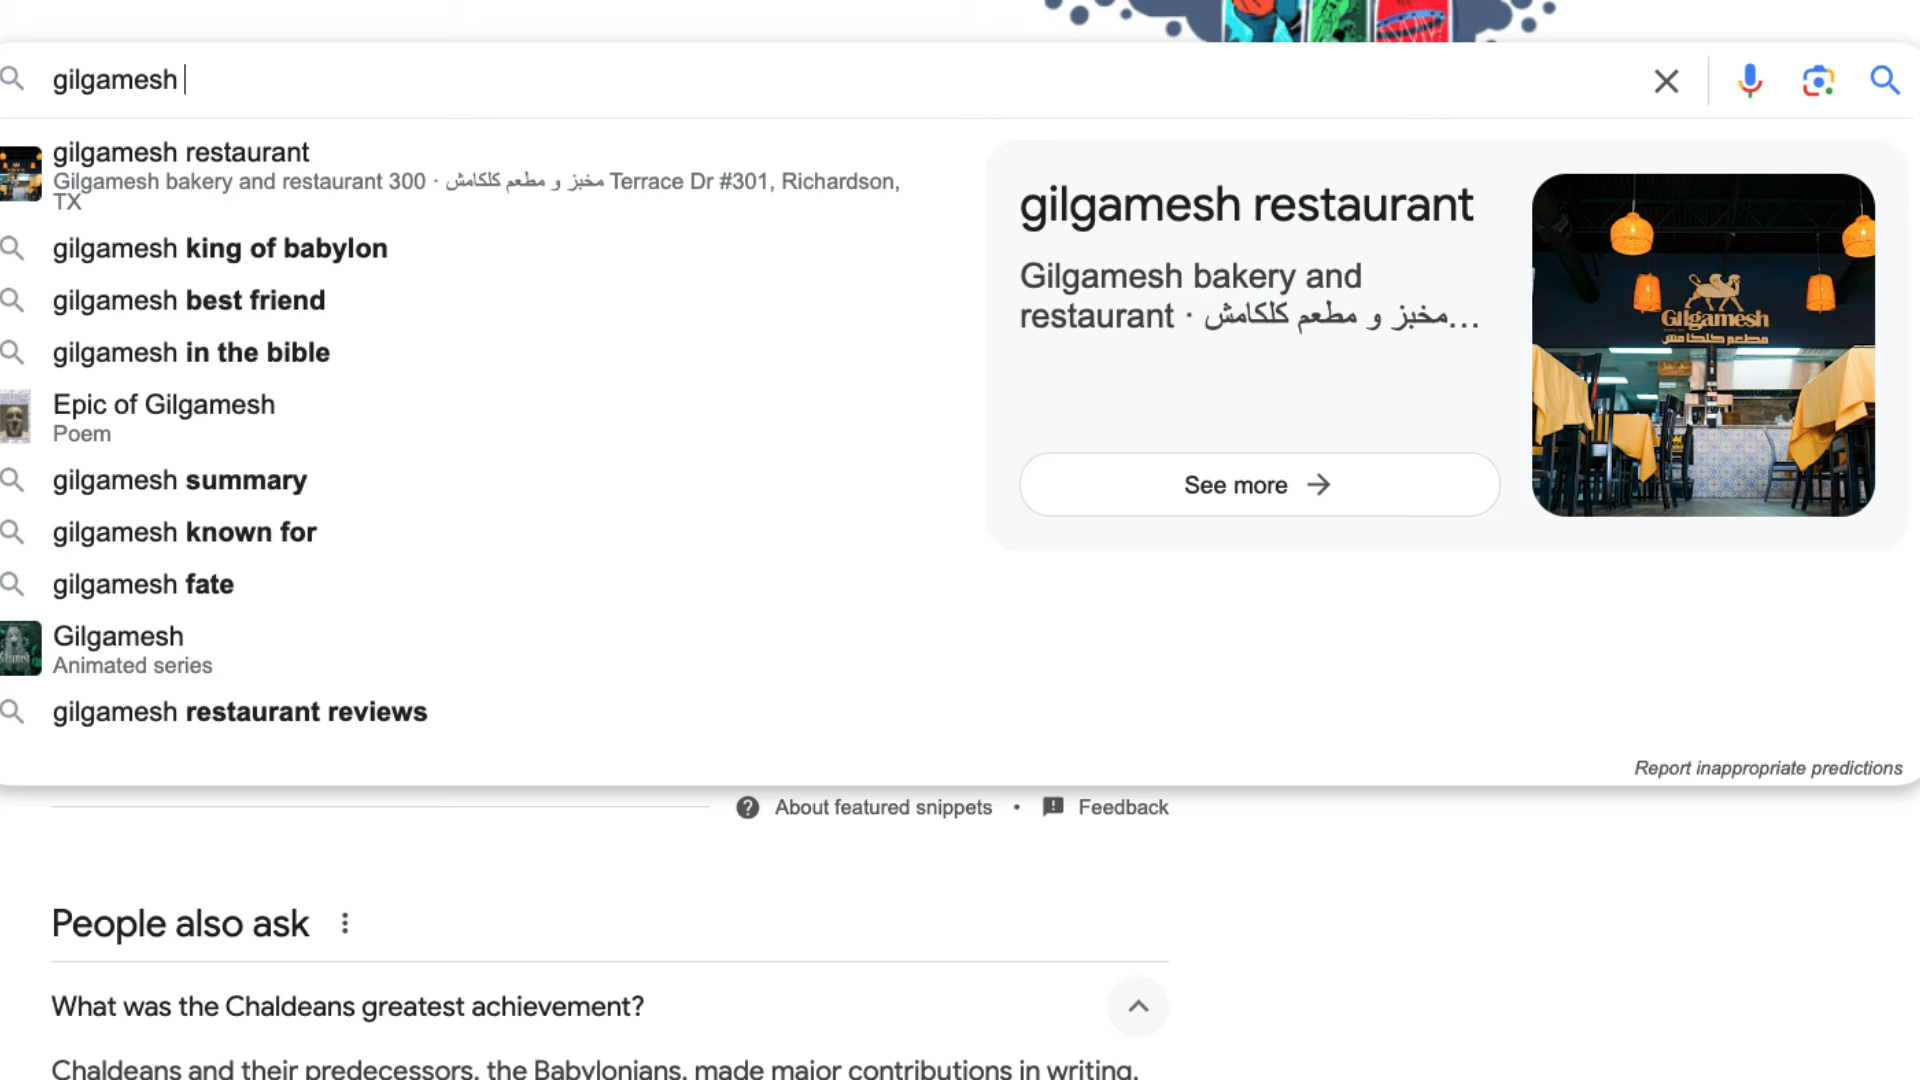 gilgamesh
gilgamesh restaurant
Gilgamesh bakery and restaurant مخبز و مطعم كلكامش · 300 Terrace Dr #301, Richardson,
TX
gilgamesh king of babylon
gilgamesh best friend
gilgamesh in the bible
Epic of Gilgamesh
Poem
gilgamesh summary
gilgamesh known for
gilgamesh fate
Gilgamesh
Animated series
gilgamesh restaurant reviews
gilgamesh restaurant
Gilgamesh bakery and
restaurant · مخبز و مطعم كلكامش...
See more
Gilgamesh
مطعم كلكامش
Report inappropriate predictions
About featured snippets • Feedback
People also ask
What was the Chaldeans greatest achievement?
Chaldeans and their predecessors, the Babylonians, made major contributions in writing,